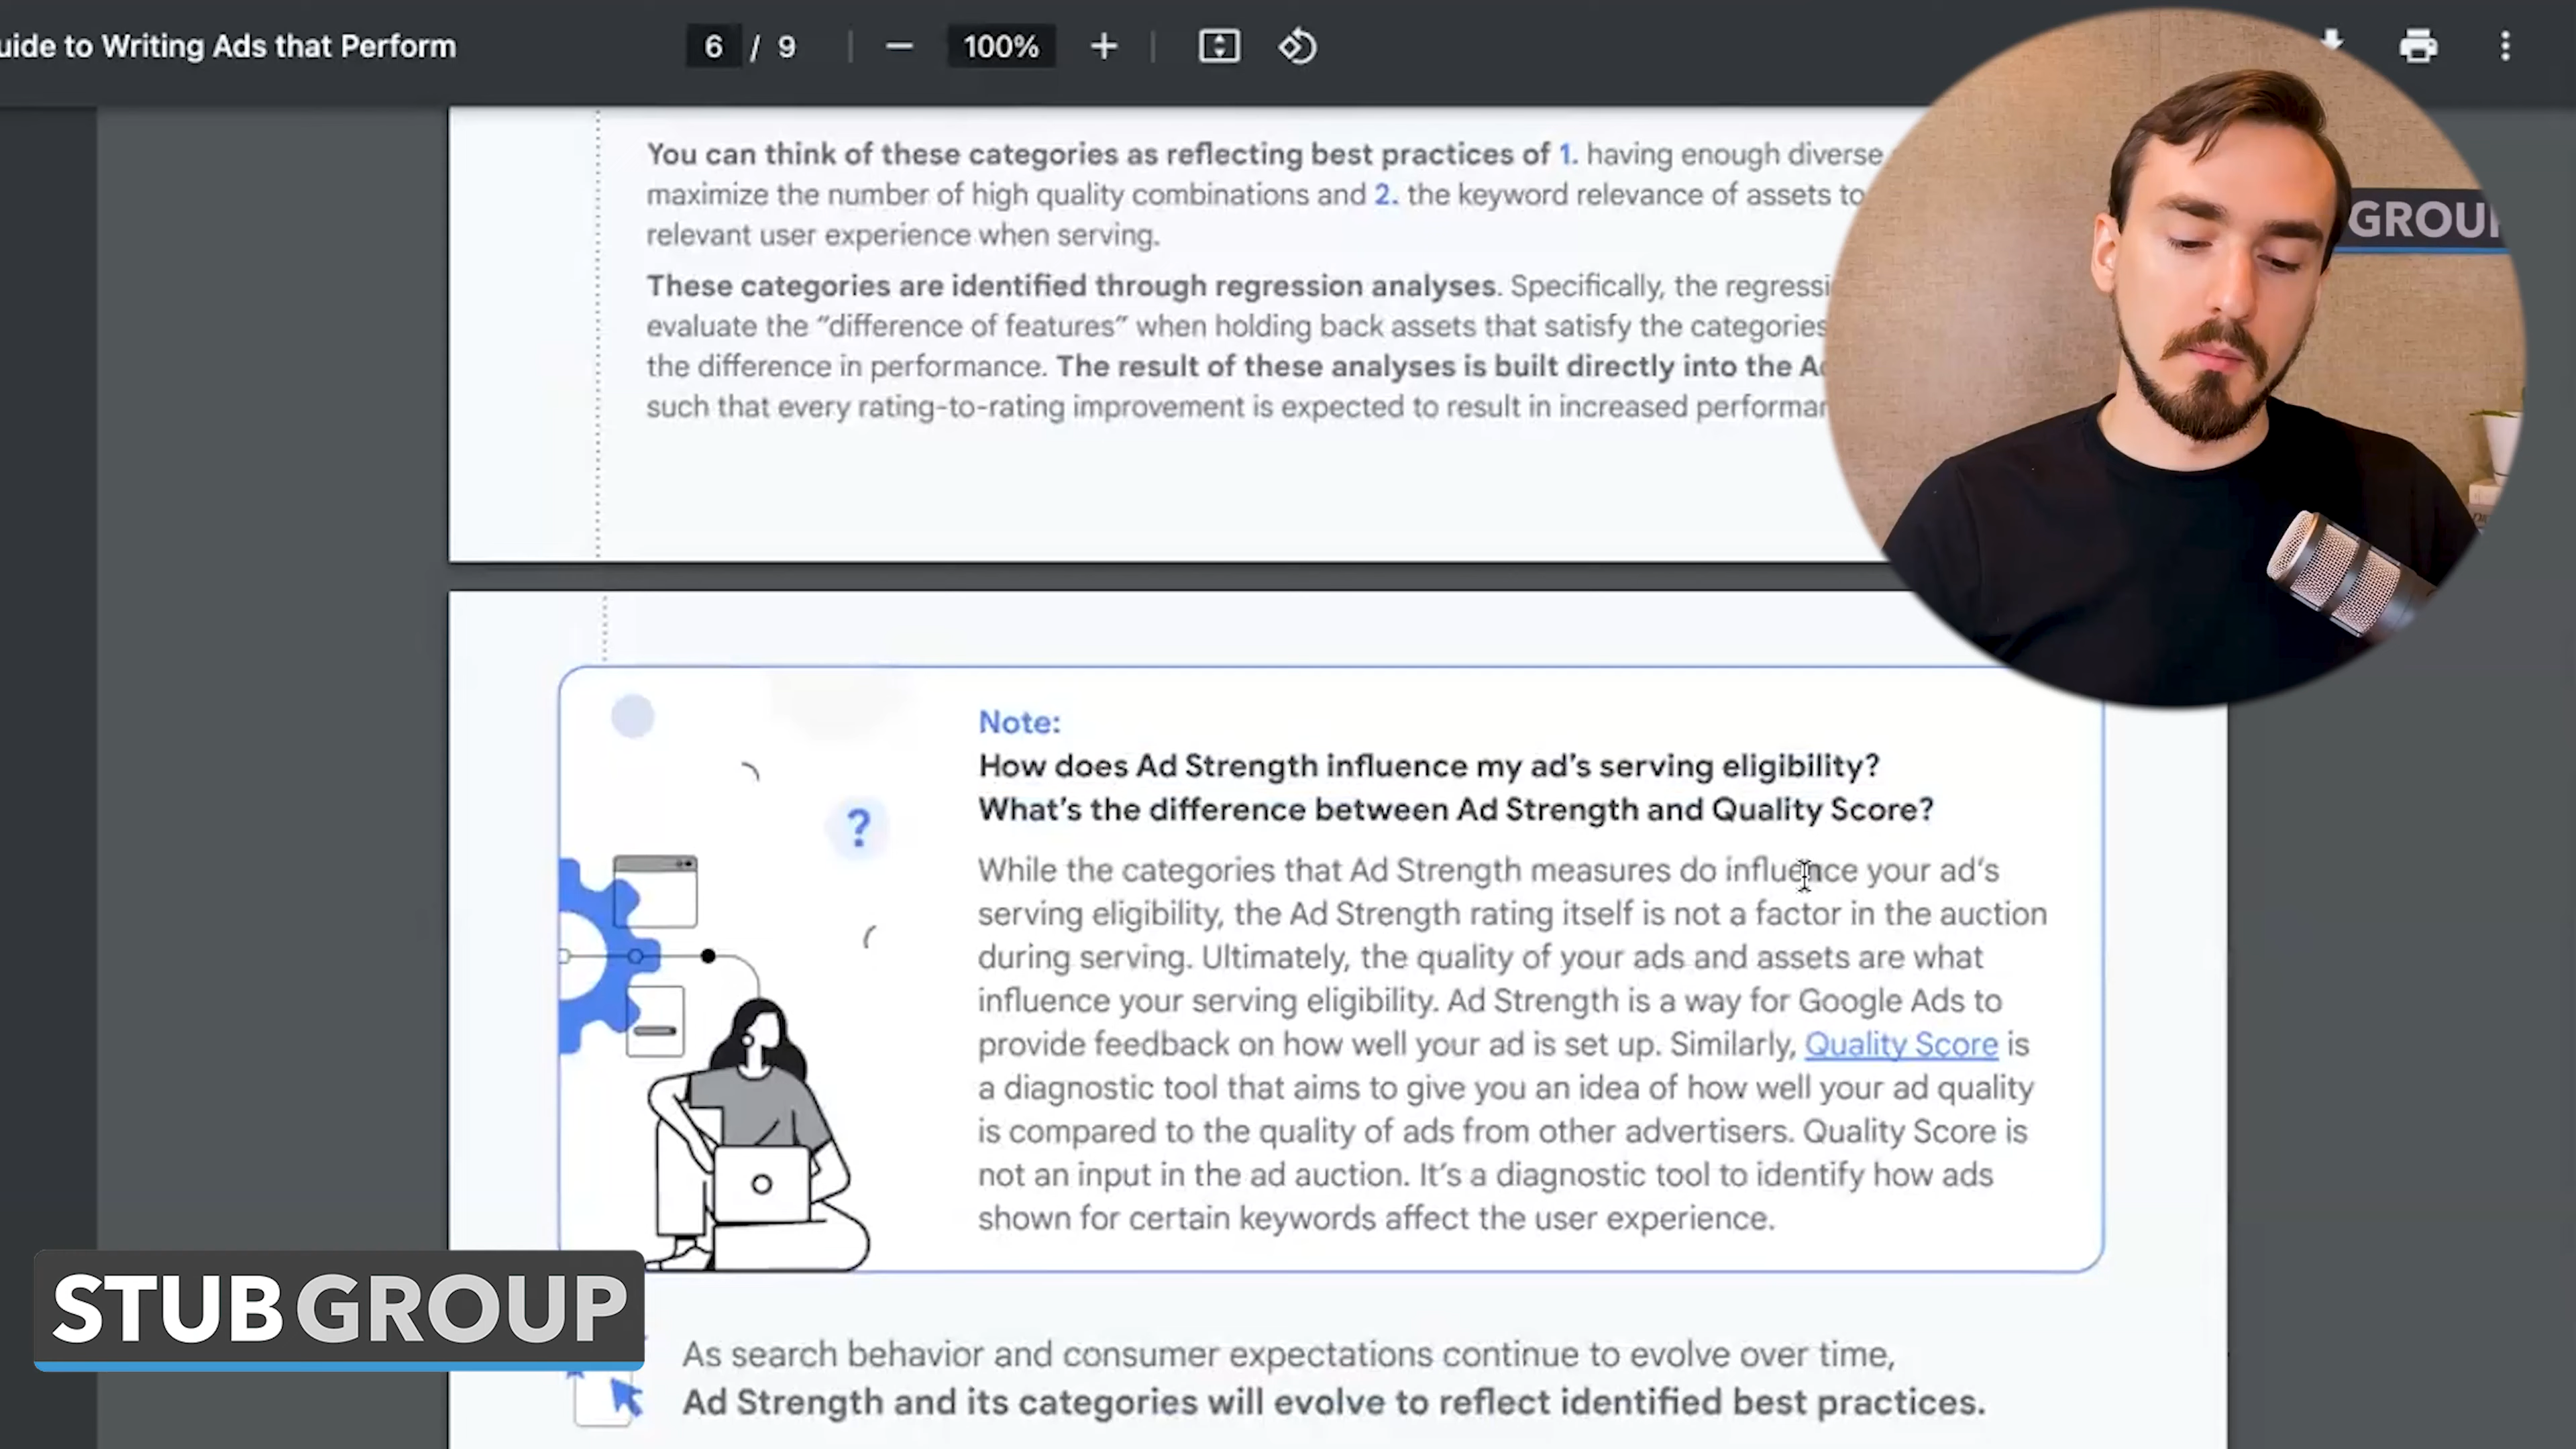 uide to Writing Ads that Perform
6 / 9
100%
GROU
You can think of these categories as reflecting best practices of 1. having enough diverse
maximize the number of high quality combinations and 2. the keyword relevance of assets to
relevant user experience when serving.
These categories are identified through regression analyses. Specifically, the regressi
evaluate the “difference of features” when holding back assets that satisfy the categories
the difference in performance. The result of these analyses is built directly into the A
such that every rating-to-rating improvement is expected to result in increased performan
Note:
How does Ad Strength influence my ad’s serving eligibility?
What’s the difference between Ad Strength and Quality Score?
While the categories that Ad Strength measures do influence your ad‘s
serving eligibility, the Ad Strength rating itself is not a factor in the auction
during serving. Ultimately, the quality of your ads and assets are what
influence your serving eligibility. Ad Strength is a way for Google Ads to
provide feedback on how well your ad is set up. Similarly, Quality Score is
a diagnostic tool that aims to give you an idea of how well your ad quality
is compared to the quality of ads from other advertisers. Quality Score is
not an input in the ad auction. It’s a diagnostic tool to identify how ads
shown for certain keywords affect the user experience.
STUBGROUP
As search behavior and consumer expectations continue to evolve over time,
Ad Strength and its categories will evolve to reflect identified best practices.